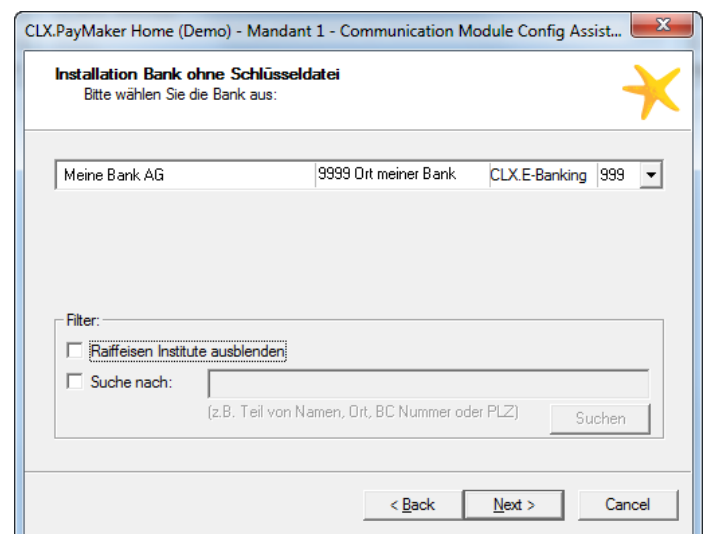 CLX.PayMaker Home (Demo) - Mandant 1 - Communication Module Config Assist...
Installation Bank ohne Schlüsseldatei
Bitte wählen Sie die Bank aus:
Meine Bank AG 9999 Ort meiner Bank CLX.E-Banking 999
Filter:
Raiffeisen Institute ausblenden
Suche nach:
(z.B. Teil von Namen, Ort, BC Nummer oder PLZ) Suchen
< Back Next > Cancel